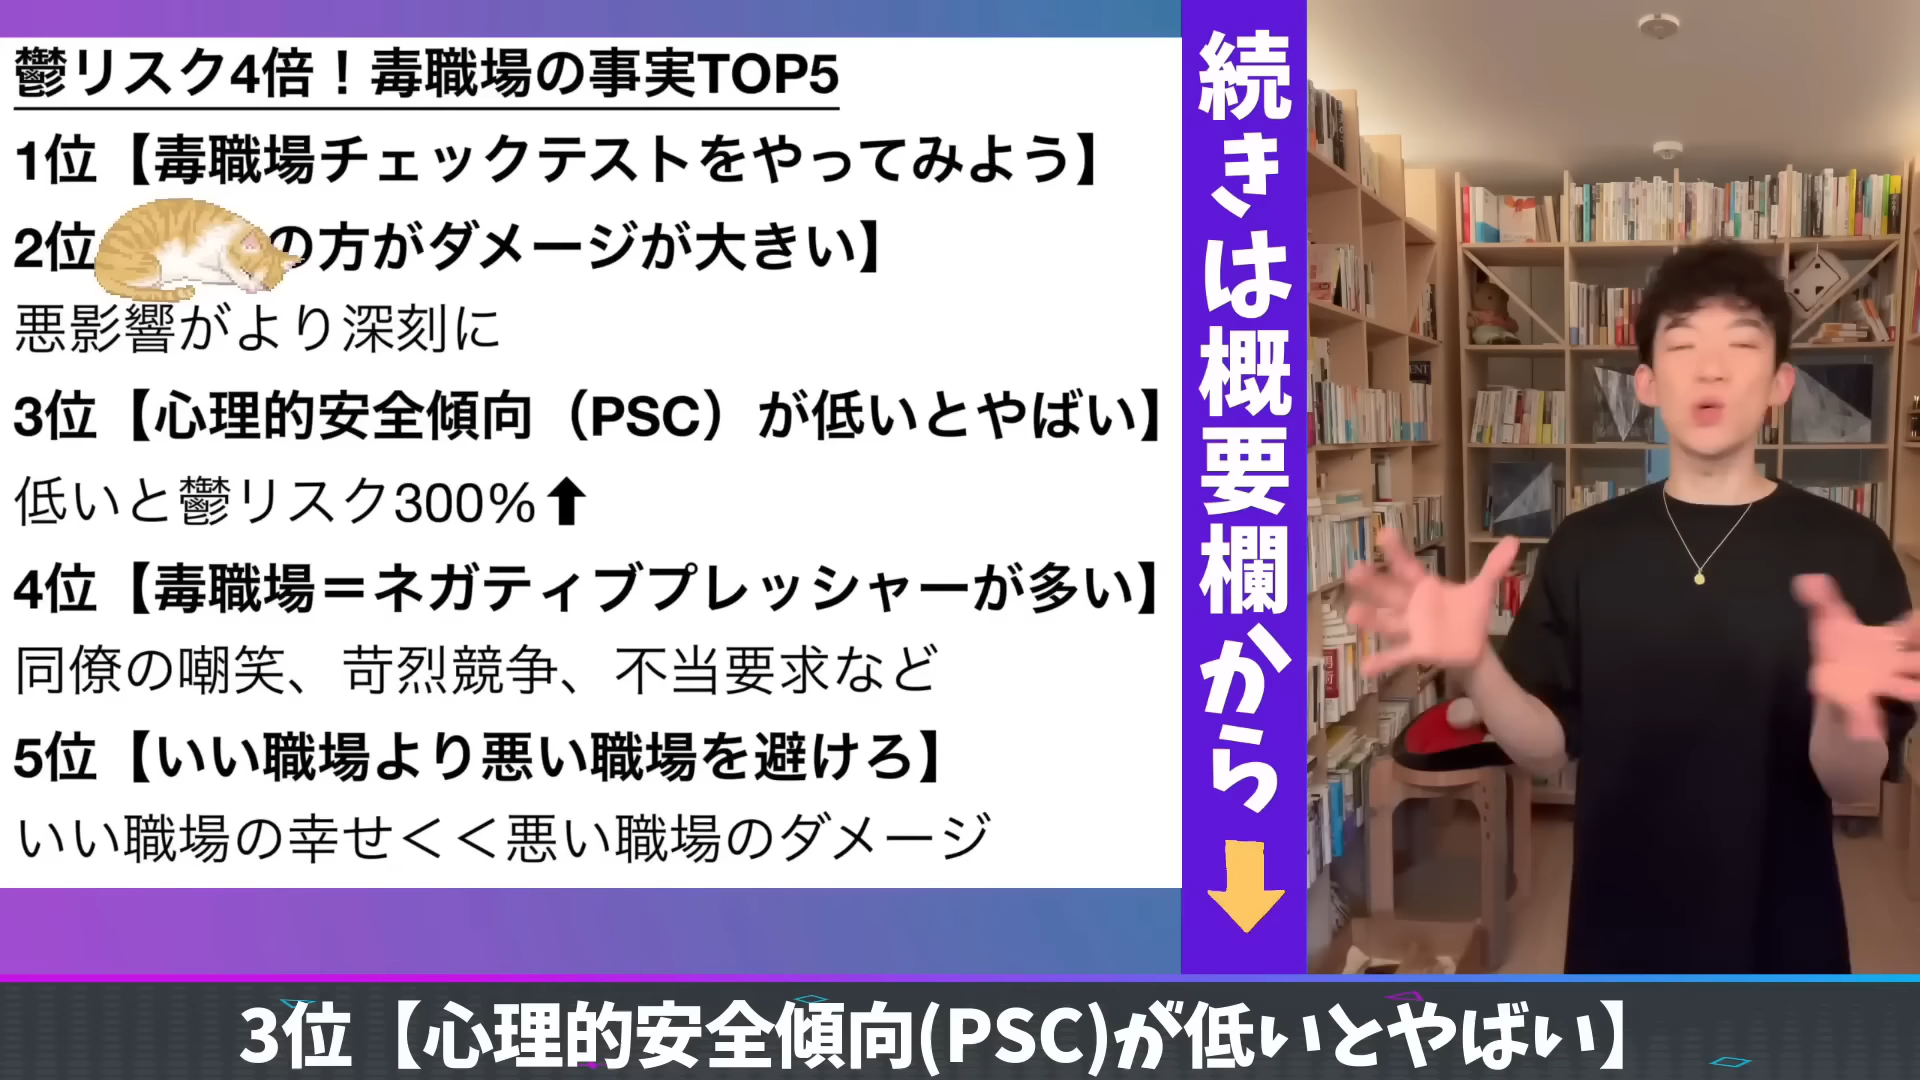 鬱リスク4倍！毒職場の事実TOP5
1位【毒職場チェックテストをやってみよう】
2位 の方がダメージが大きい】
悪影響がより深刻に
3位【心理的安全傾向（PSC）が低いとやばい】
低いと鬱リスク300%⬆
4位【毒職場＝ネガティブプレッシャーが多い】
同僚の嘲笑、苛烈競争、不当要求など
5位【いい職場より悪い職場を避けろ】
いい職場の幸せ＜＜悪い職場のダメージ
続きは概要欄から
3位【心理的安全傾向(PSC)が低いとやばい】